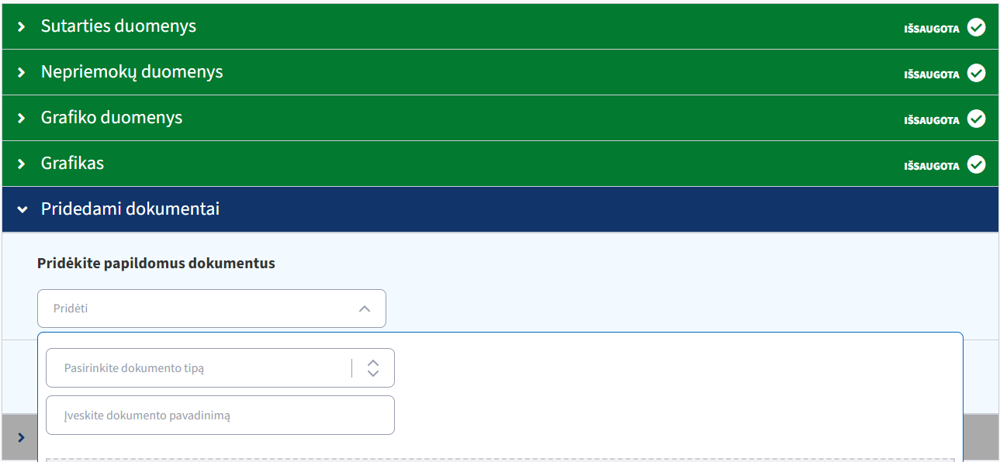 Sutarties duomenys IŠSAUGOTA
Nepriemokų duomenys IŠSAUGOTA
Grafiko duomenys IŠSAUGOTA
Grafikas IŠSAUGOTA
Pridedami dokumentai
Pridėkite papildomus dokumentus
Pridėti
Pasirinkite dokumento tipą
Įveskite dokumento pavadinimą